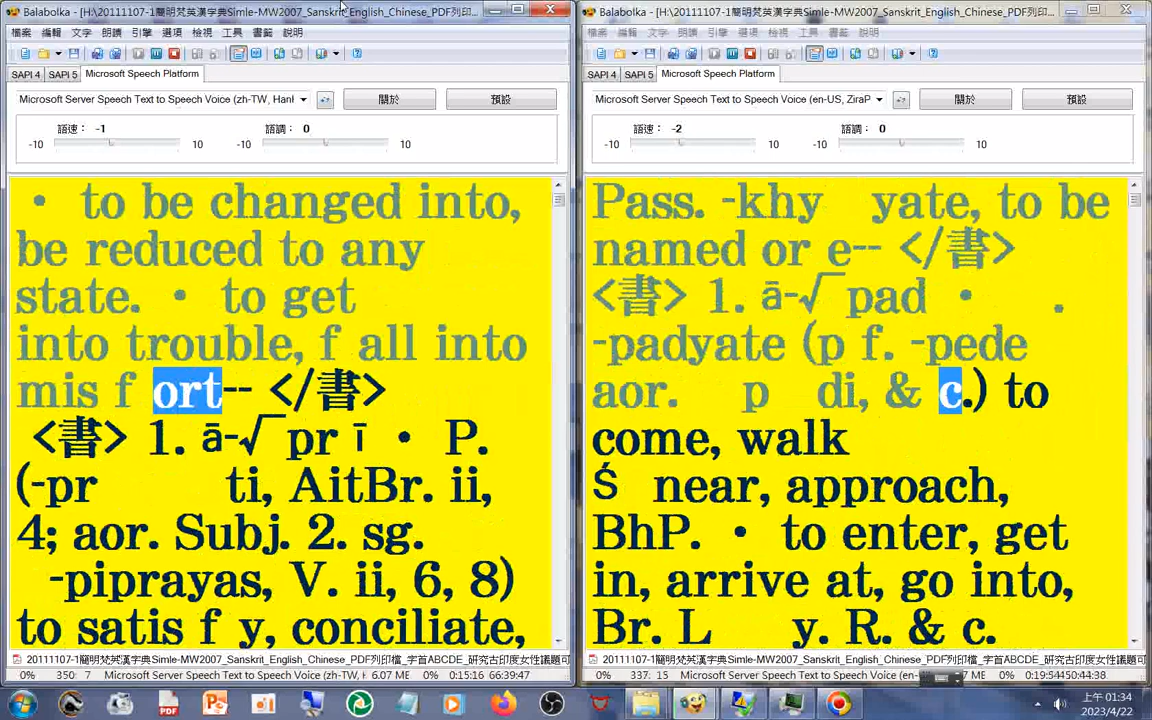 Balabolka - [H:\20111107-1簡明梵英漢字典Simle-MW2007_Sanskrit_English_Chinese_PDF列印...
檔案 編輯 文字 朗讀 引擎 選項 檢視 工具 書籤 說明
SAPI 4 SAPI 5 Microsoft Speech Platform
Microsoft Server Speech Text to Speech Voice (zh-TW, Hanl 關於 預設
語速： -1 語調： 0
-10 10 -10 10
• to be changed into,
be reduced to any
state. • to get
into trouble, f all into
mis f ort-- </書>
<書> 1. ā-√ pr ī • P.
(-pr ti, AitBr. ii,
4; aor. Subj. 2. sg.
-piprayas, V. ii, 6, 8)
to satis f y, conciliate,
20111107-1簡明梵英漢字典Simle-MW2007_Sanskrit_English_Chinese_PDF列印檔_字首ABCDE_研究古印度女性議題可
0% 350: 7 Microsoft Server Speech Text to Speech Voice (zh-TW, H 6.07 MB 0% 0:15:16 66:39:47
Balabolka - [H:\20111107-1簡明梵英漢字典Simle-MW2007_Sanskrit_English_Chinese_PDF列印...
檔案 編輯 文字 朗讀 引擎 選項 檢視 工具 書籤 說明
SAPI 4 SAPI 5 Microsoft Speech Platform
Microsoft Server Speech Text to Speech Voice (en-US, ZiraP 關於 預設
語速： -2 語調： 0
-10 10 -10 10
Pass. -khy yate, to be
named or e-- </書>
<書> 1. ā-√ pad • .
-padyate (p f. -pede
aor. p di, & c.) to
come, walk
Ś near, approach,
BhP. • to enter, get
in, arrive at, go into,
Br. L y. R. & c.
20111107-1簡明梵英漢字典Simle-MW2007_Sanskrit_English_Chinese_PDF列印檔_字首ABCDE_研究古印度女性議題可
0% 337: 15 Microsoft Server Speech Text to Speech Voice (en-US, 0% 0:19:54 450:44:38
上午 01:34
2023/4/22